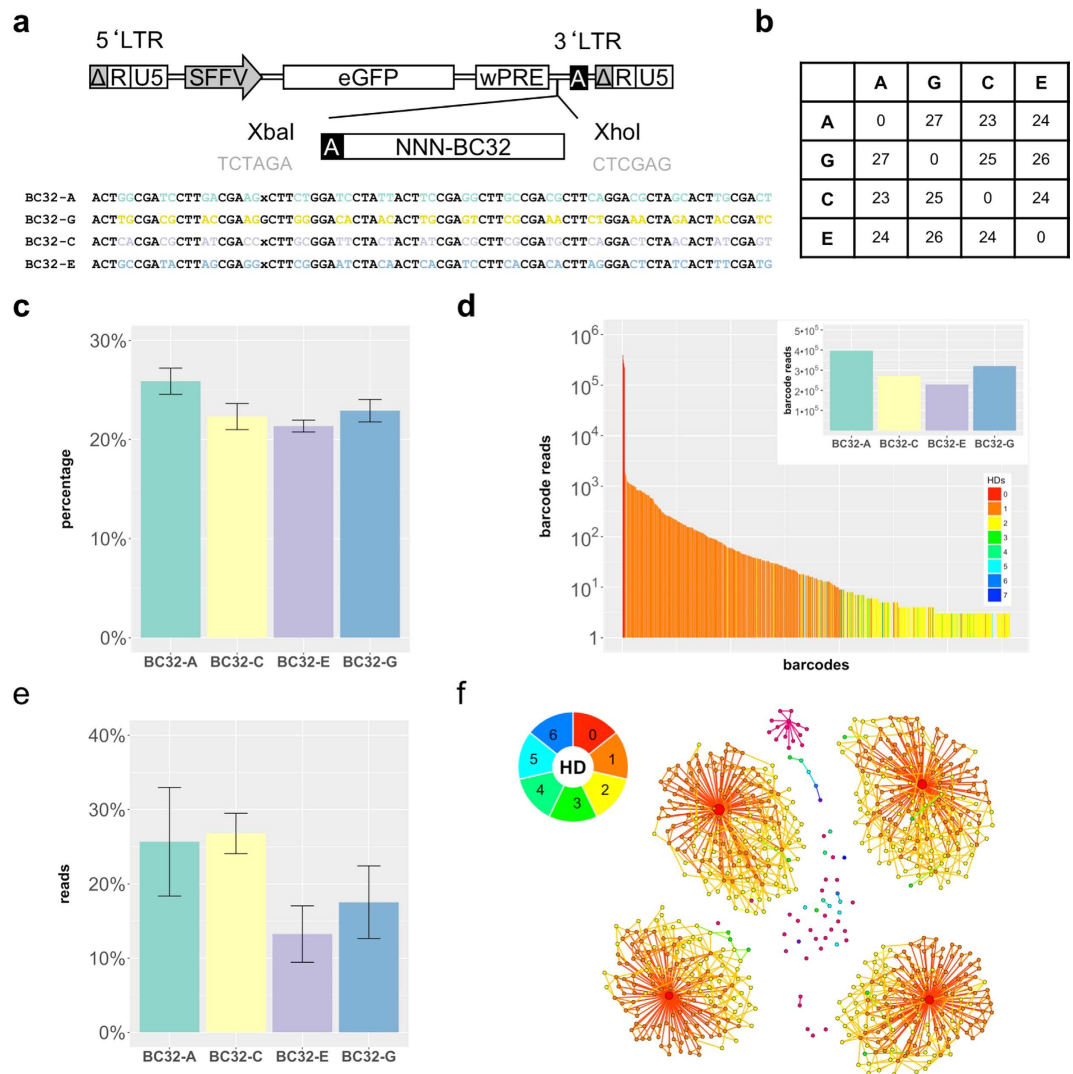 a
5‘LTR
3‘LTR
Δ R U5 SFFV eGFP wPRE A Δ R U5
XbaI
XhoI
A NNN-BC32
TCTAGA
CTCGAG
BC32-A ACTGGCGATCCTTGACGAAGxCTTCTGGATCCTATTACTTCCGAGGCTTGCCGACGCTTCAGGACGCTAGCACTTGCGACT
BC32-G ACTTGCGACGCTTACCGAAGGCTTGGGGACACTAACACTTGCGAGTCTTCGCGAAACTTCTGGAAACTAGAACTACCGATC
BC32-C ACTCACGACGCTTATCGACCxCTTGCGGATTCTACTACTATCGACGCTTCGCGATGCTTCAGGACTCTAACACTATCGAGT
BC32-E ACTGCCGATACTTAGCGAGGxCTTCGGGAATCTACAACTCACGATCCTTCACGACACTTAGGGACTCTATCACTTTCGATG
b
A G C E
A 0 27 23 24
G 27 0 25 26
C 23 25 0 24
E 24 26 24 0
c
percentage
30%
20%
10%
0%
BC32-A BC32-C BC32-E BC32-G
d
barcode reads
10⁶
10⁵
10⁴
10³
10²
10¹
1
barcodes
barcode reads
5•10⁵
4•10⁵
3•10⁵
2•10⁵
1•10⁵
BC32-A BC32-C BC32-E BC32-G
HDs
0
1
2
3
4
5
6
7
e
reads
40%
30%
20%
10%
0%
BC32-A BC32-C BC32-E BC32-G
f
HD
0
1
2
3
4
5
6